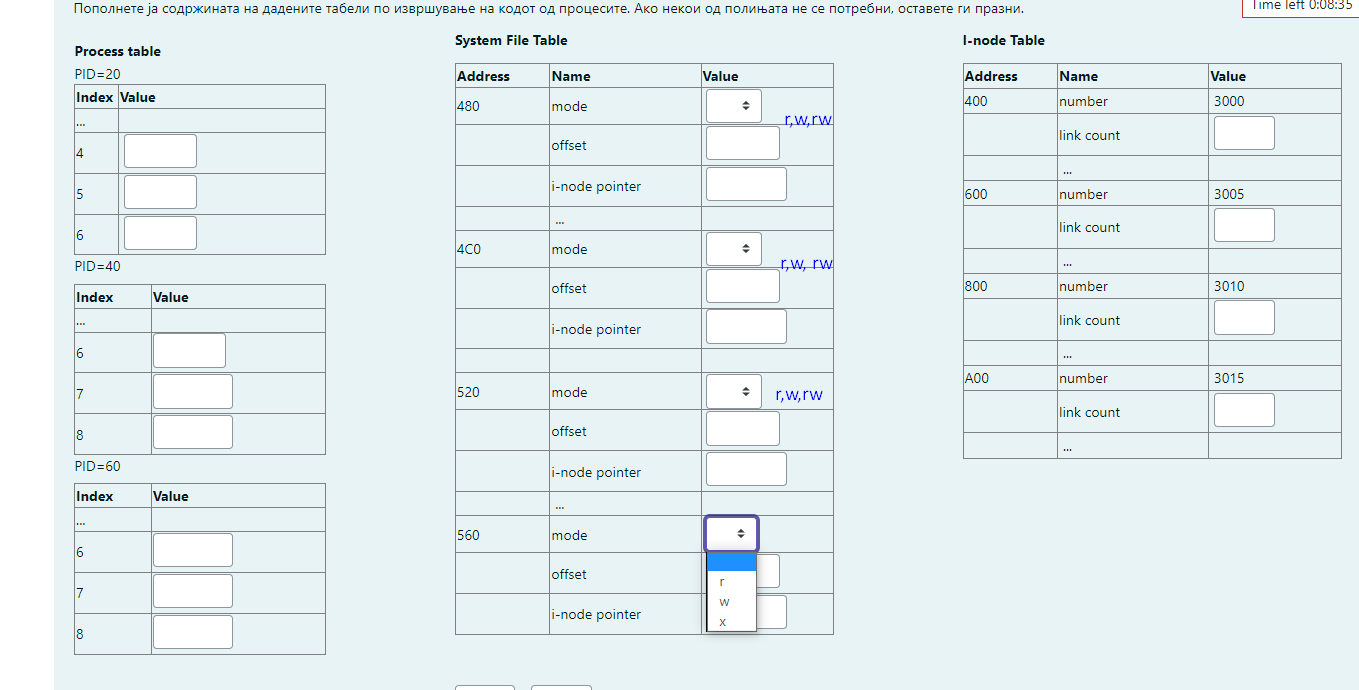 Пополнете ја содржината на дадените табели по извршување на кодот од процесите. Ако некои од полињата не се потребни, оставете ги празни.
Time left 0:08:35
Process table
PID=20
Index Value
...
4
5
6
PID=40
Index Value
...
6
7
8
PID=60
Index Value
...
6
7
8
System File Table
Address Name Value
480 mode
r,w,rw
offset
i-node pointer
...
4C0 mode
r,w, rw
offset
i-node pointer
520 mode
r,w,rw
offset
i-node pointer
...
560 mode
offset
r
w
x
i-node pointer
I-node Table
Address Name Value
400 number 3000
link count
...
600 number 3005
link count
...
800 number 3010
link count
...
A00 number 3015
link count
...